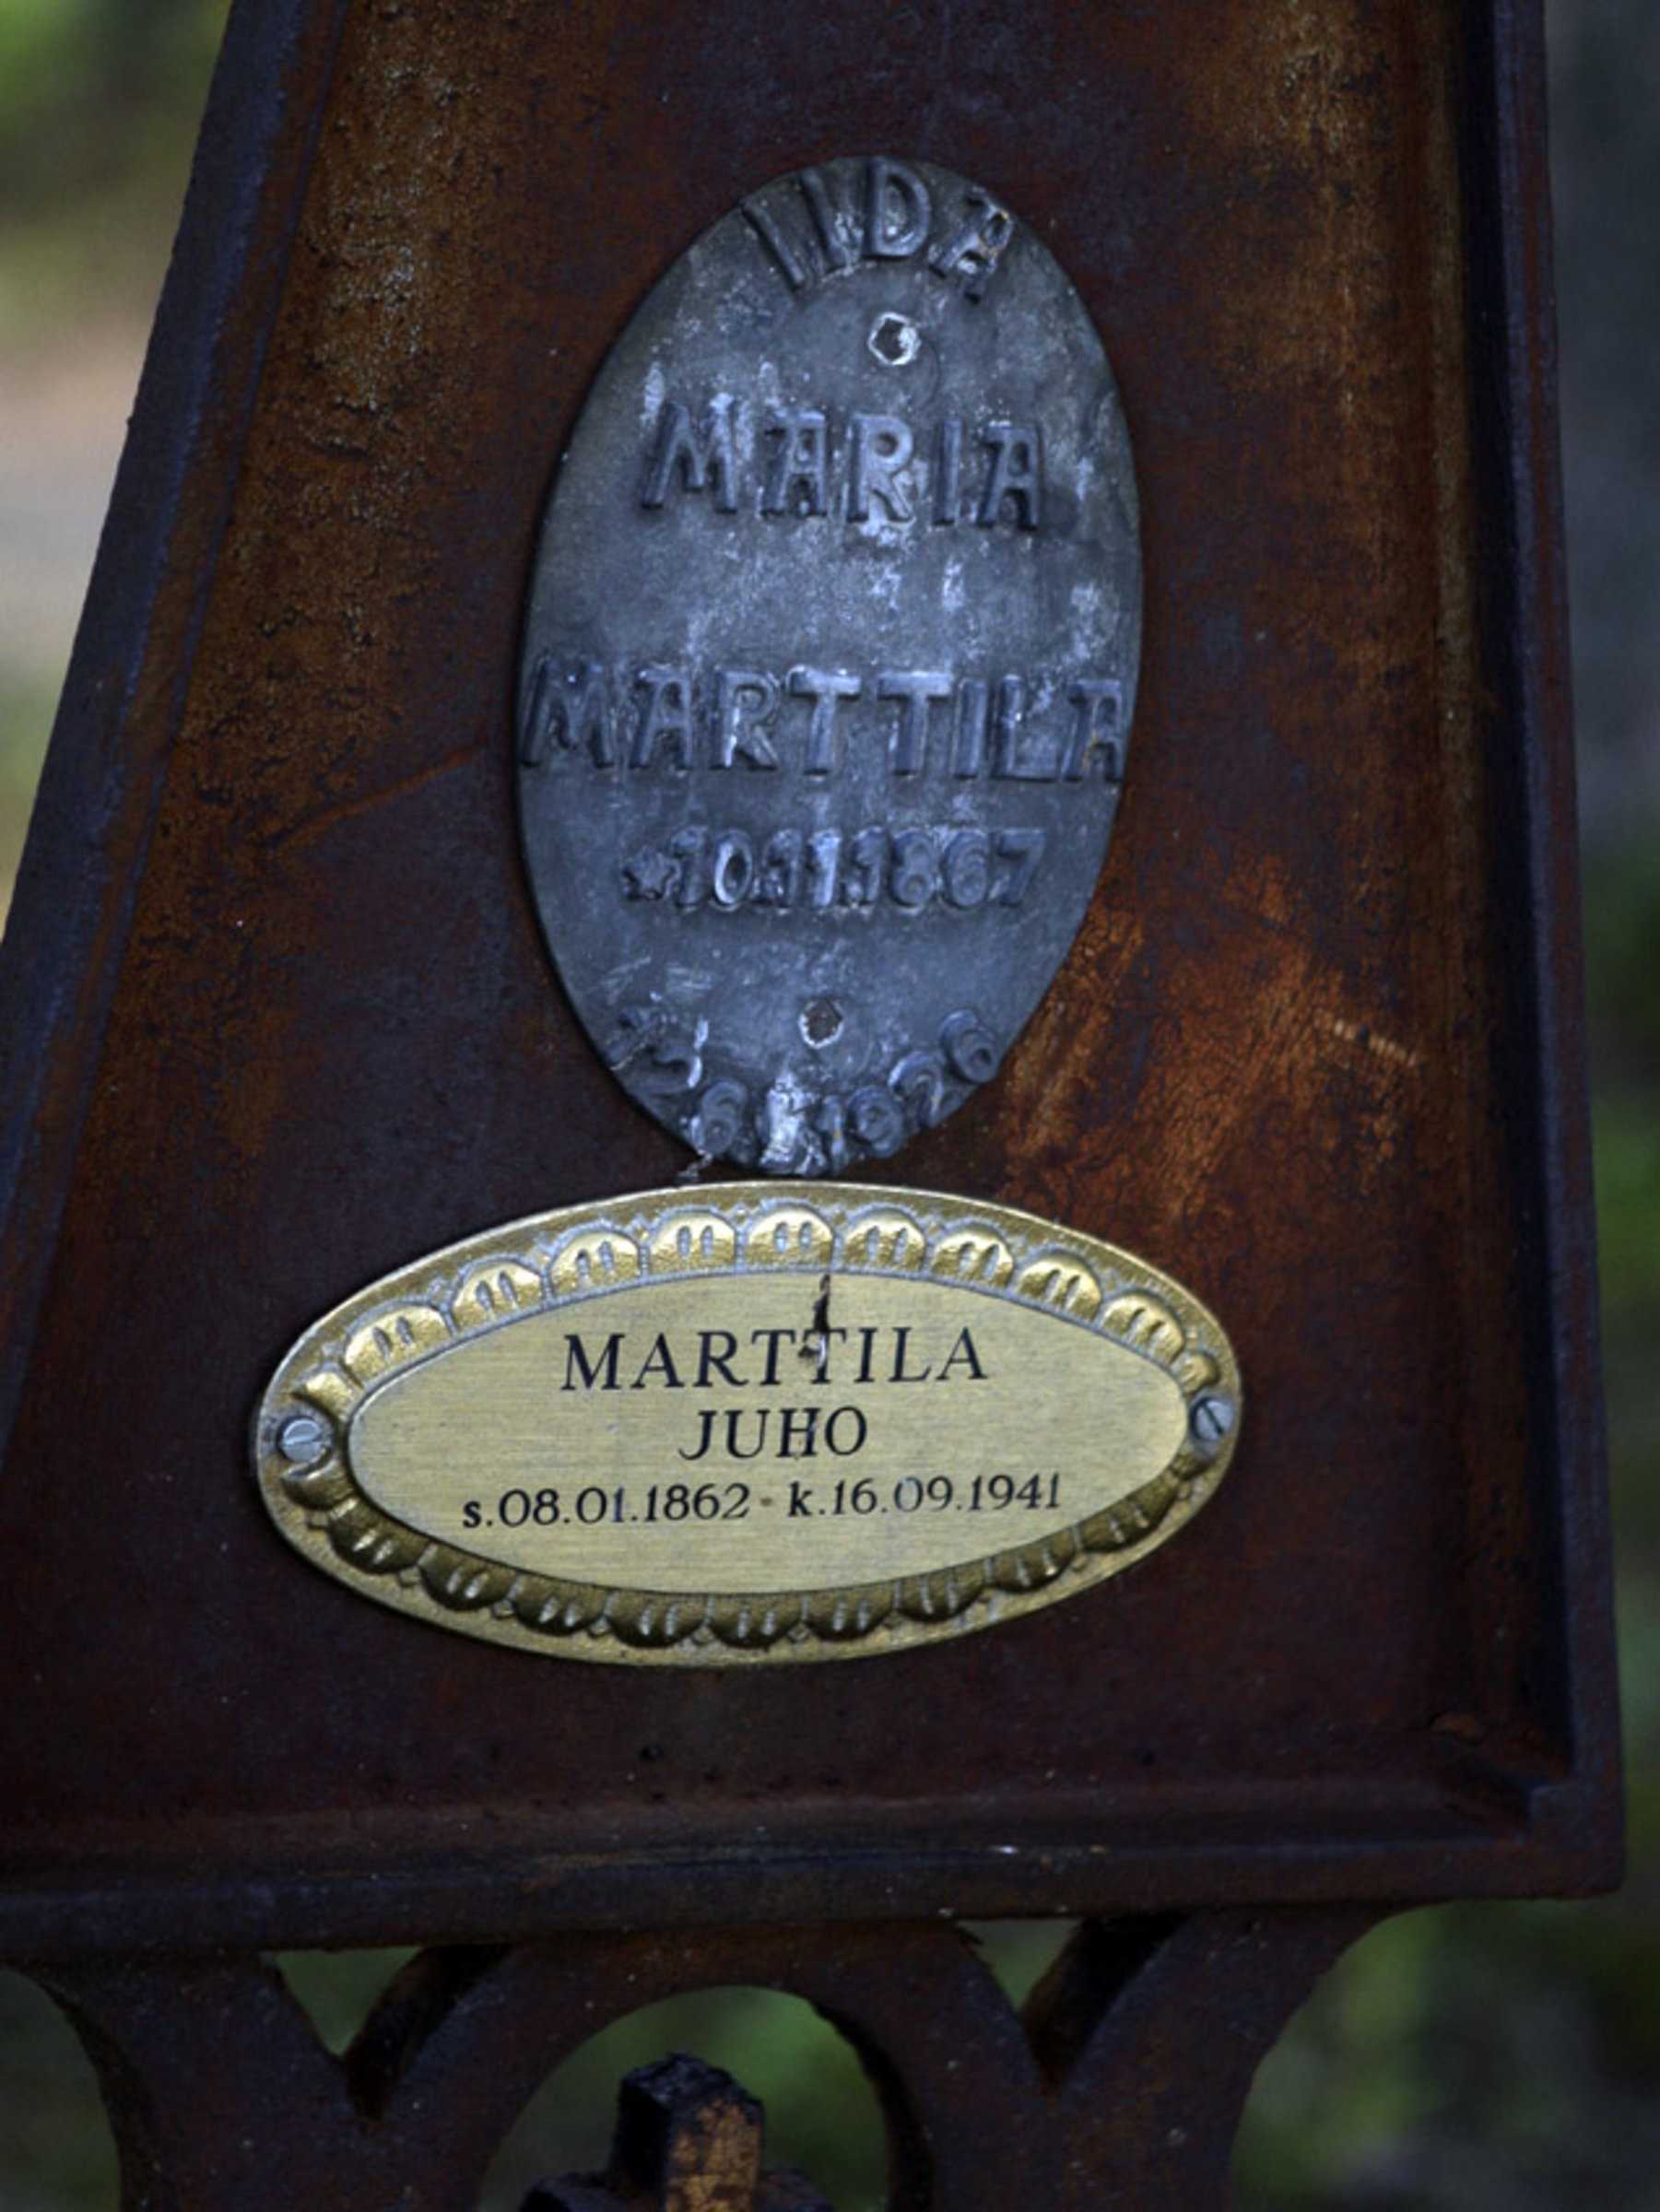 IIDA
MARIA
MARTTILA
*10.11.1867
MARTTILA
JUHO
s.08.01.1862 - k.16.09.1941